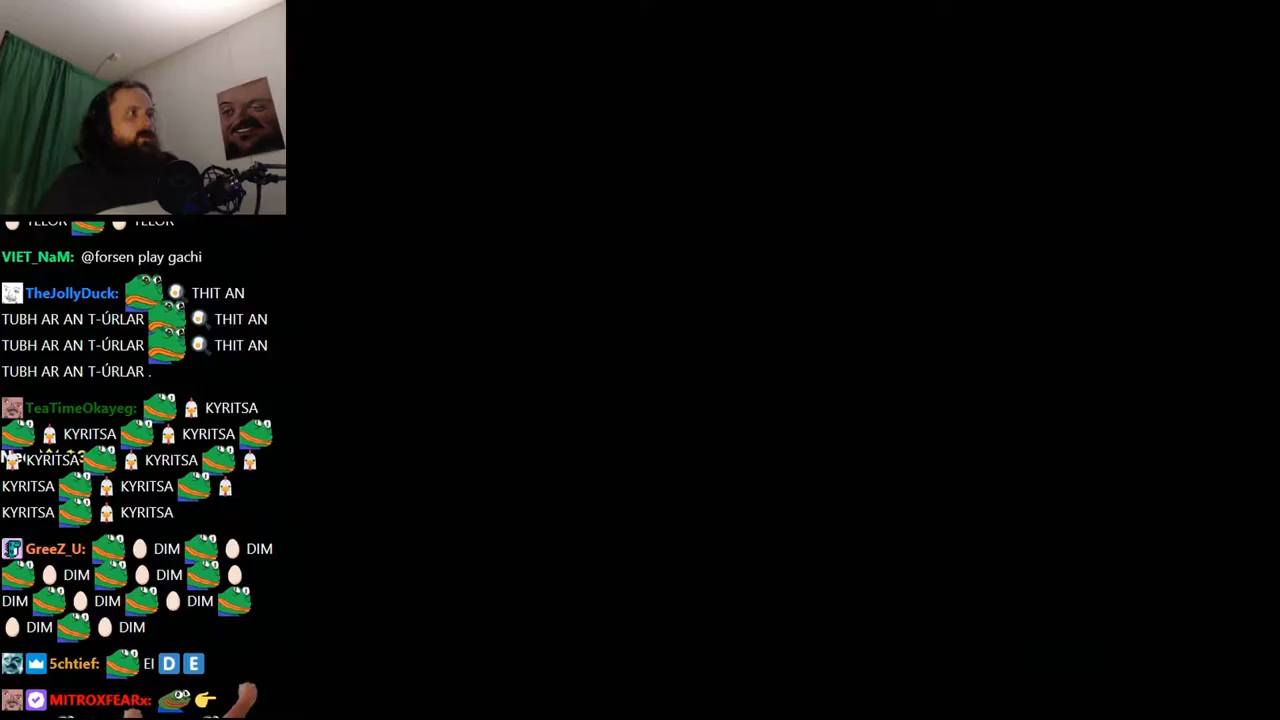 TELOR TELOR
VIET_NaM: @forsen play gachi
TheJollyDuck: THIT AN
TUBH AR AN T-ÚRLAR THIT AN
TUBH AR AN T-ÚRLAR THIT AN
TUBH AR AN T-ÚRLAR .
TeaTimeOkayeg: KYRITSA
KYRITSA KYRITSA
KYRITSA KYRITSA
KYRITSA KYRITSA
KYRITSA KYRITSA
GreeZ_U: DIM DIM
DIM DIM
DIM DIM DIM
DIM DIM
5chtief: EI D E
MITROXFEARx: